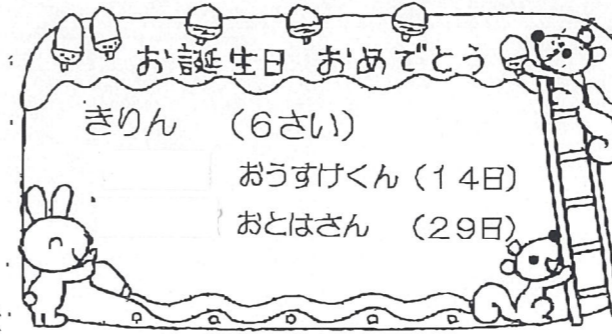 お誕生日 おめでとう
きりん （6さい）
おうすけくん（14日）
おとはさん （29日）